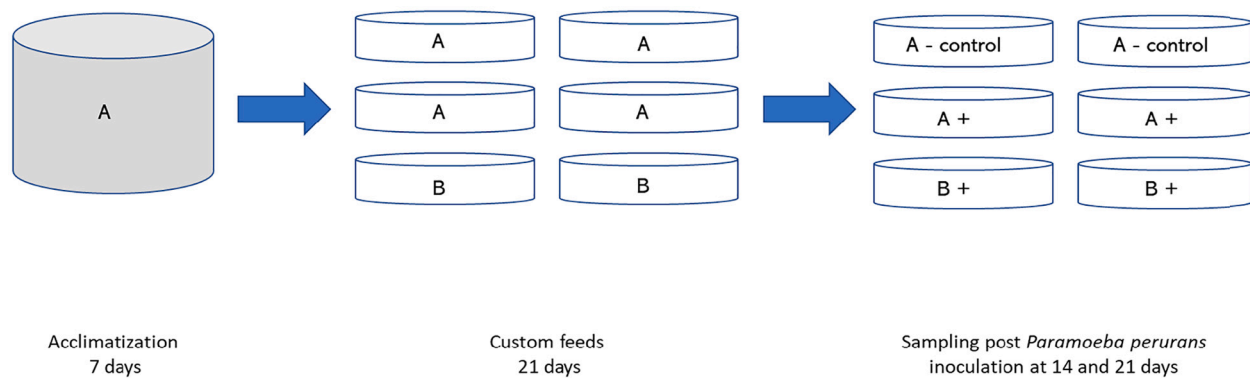 A
A A
A A
B B
A - control A - control
A + A +
B + B +
Acclimatization
7 days
Custom feeds
21 days
Sampling post Paramoeba perurans
inoculation at 14 and 21 days